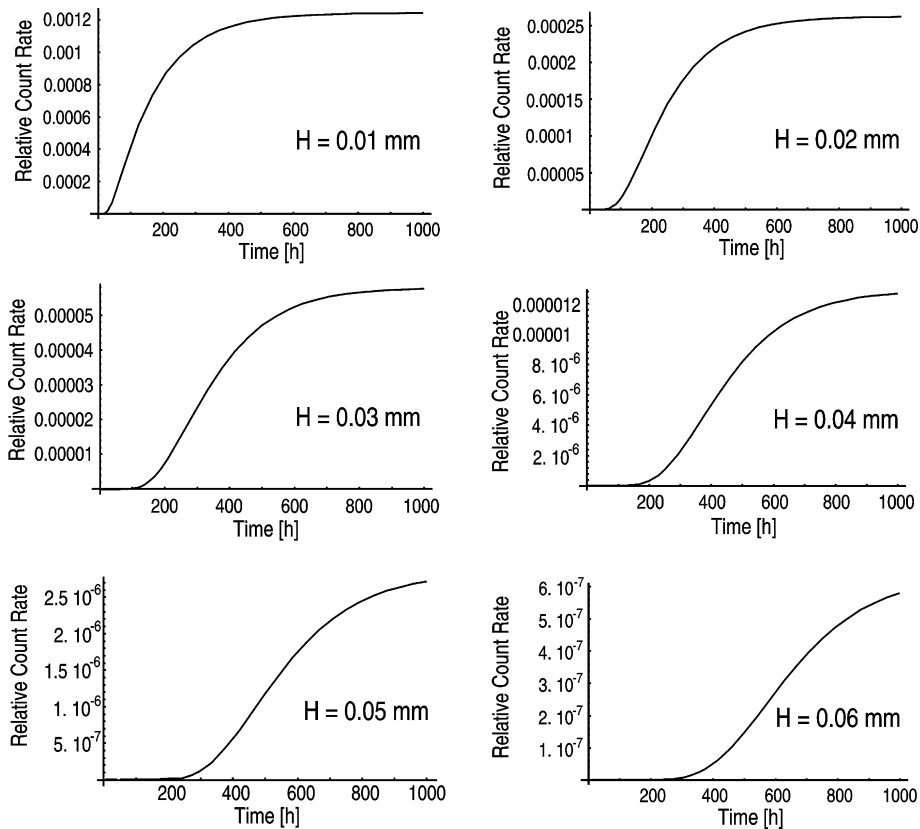 0.0012
0.001
0.0008
0.0006
0.0004
0.0002
Relative Count Rate
H = 0.01 mm
200 400 600 800 1000
Time [h]
0.00025
0.0002
0.00015
0.0001
0.00005
Relative Count Rate
H = 0.02 mm
200 400 600 800 1000
Time [h]
0.00005
0.00004
0.00003
0.00002
0.00001
Relative Count Rate
H = 0.03 mm
200 400 600 800 1000
Time [h]
0.000012
0.00001
8. 10⁻⁶
6. 10⁻⁶
4. 10⁻⁶
2. 10⁻⁶
Relative Count Rate
H = 0.04 mm
200 400 600 800 1000
Time [h]
2.5 10⁻⁶
2. 10⁻⁶
1.5 10⁻⁶
1. 10⁻⁶
5. 10⁻⁷
Relative Count Rate
H = 0.05 mm
200 400 600 800 1000
Time [h]
6. 10⁻⁷
5. 10⁻⁷
4. 10⁻⁷
3. 10⁻⁷
2. 10⁻⁷
1. 10⁻⁷
Relative Count Rate
H = 0.06 mm
200 400 600 800 1000
Time [h]